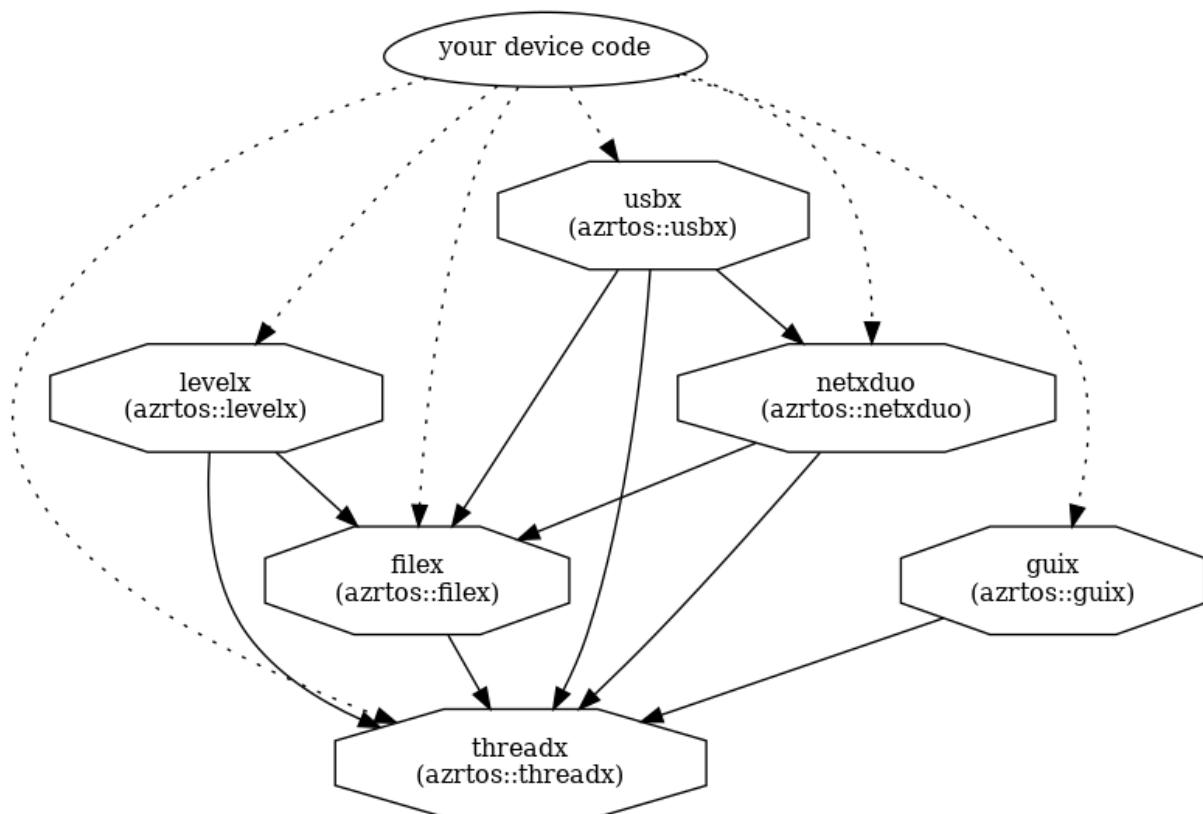 your device code
usbx
(azrtos::usbx)
levelx
(azrtos::levelx)
netxduo
(azrtos::netxduo)
filex
(azrtos::filex)
guix
(azrtos::guix)
threadx
(azrtos::threadx)